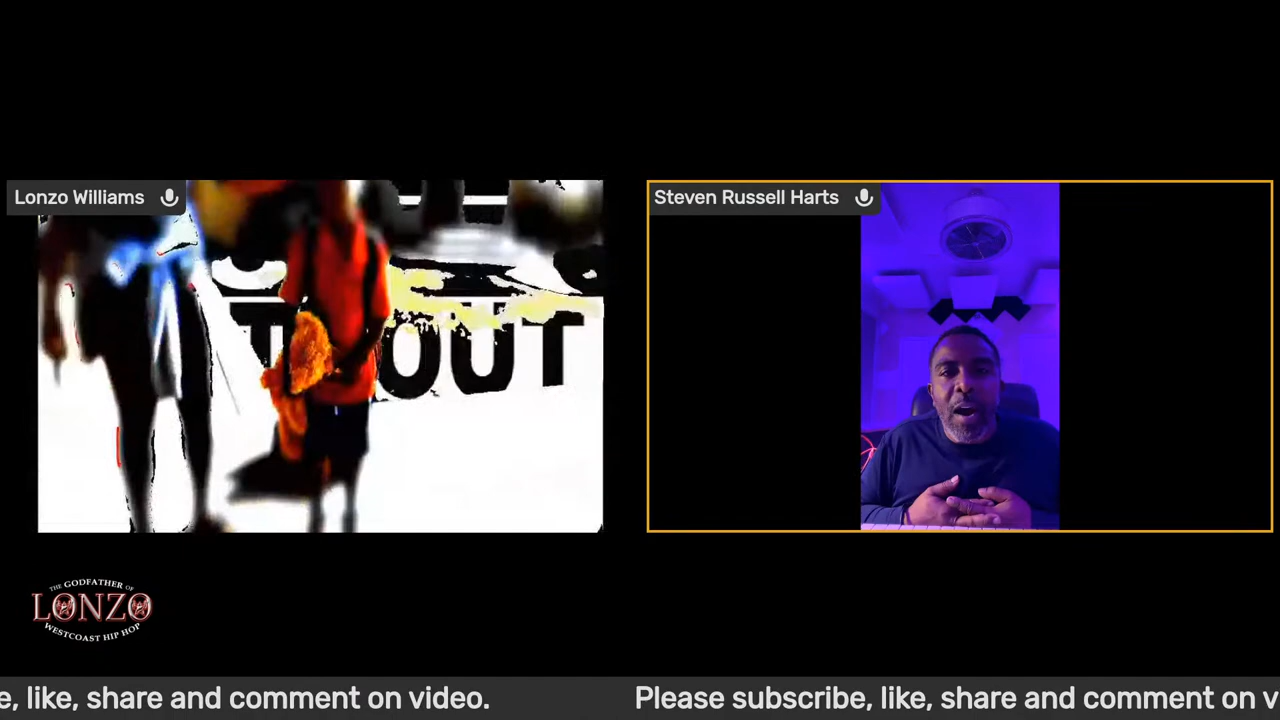 Lonzo Williams
Steven Russell Harts
OUT
THE GODFATHER OF
LONZO
WESTCOAST HIP HOP
e, like, share and comment on video.
Please subscribe, like, share and comment on v